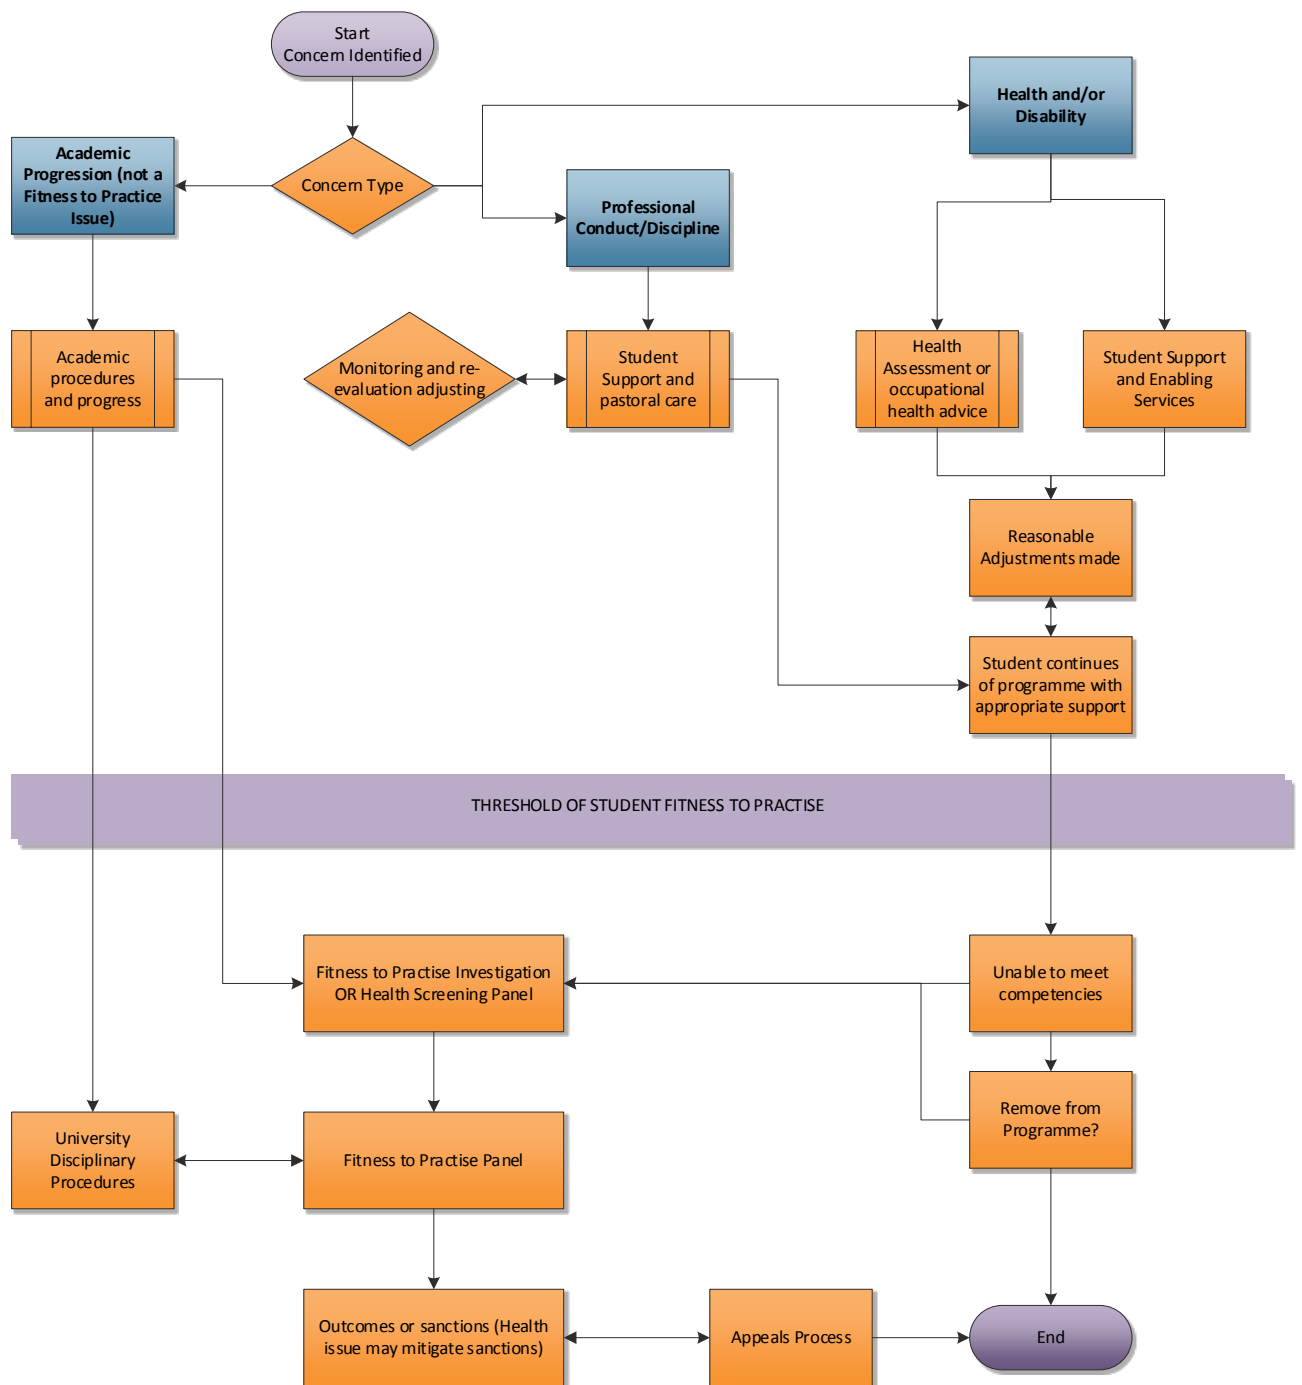 Start
Concern Identified
Health and/or
Disability
Academic
Progression (not a
Fitness to Practice
Issue)
Concern Type
Professional
Conduct/Discipline
Academic
procedures
and progress
Monitoring and re-
evaluation adjusting
Student
Support and
pastoral care
Health
Assessment or
occupational
health advice
Student Support
and Enabling
Services
Reasonable
Adjustments made
Student continues
of programme with
appropriate support
THRESHOLD OF STUDENT FITNESS TO PRACTISE
Fitness to Practise Investigation
OR Health Screening Panel
Unable to meet
competencies
Remove from
Programme?
University
Disciplinary
Procedures
Fitness to Practise Panel
Outcomes or sanctions (Health
issue may mitigate sanctions)
Appeals Process
End